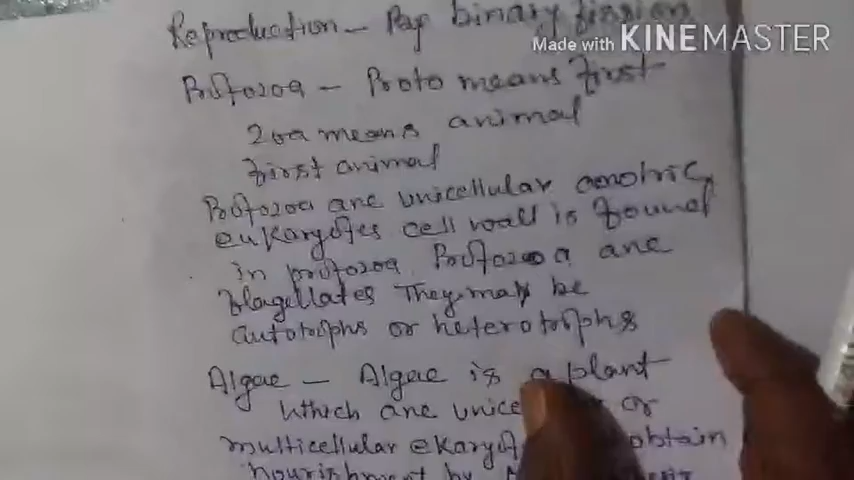 Reproduction - By binary fission
Made with KINEMASTER
Protozoa - Proto means first
zoa means animal
first animal
Protozoa are unicellular
eukaryotes cell wall is found
in protozoa Protozoa are
flagellates They may be
autotrophs or heterotrophs
Algae - Algae is a plant
which are or
multicellular obtain
nourishment by